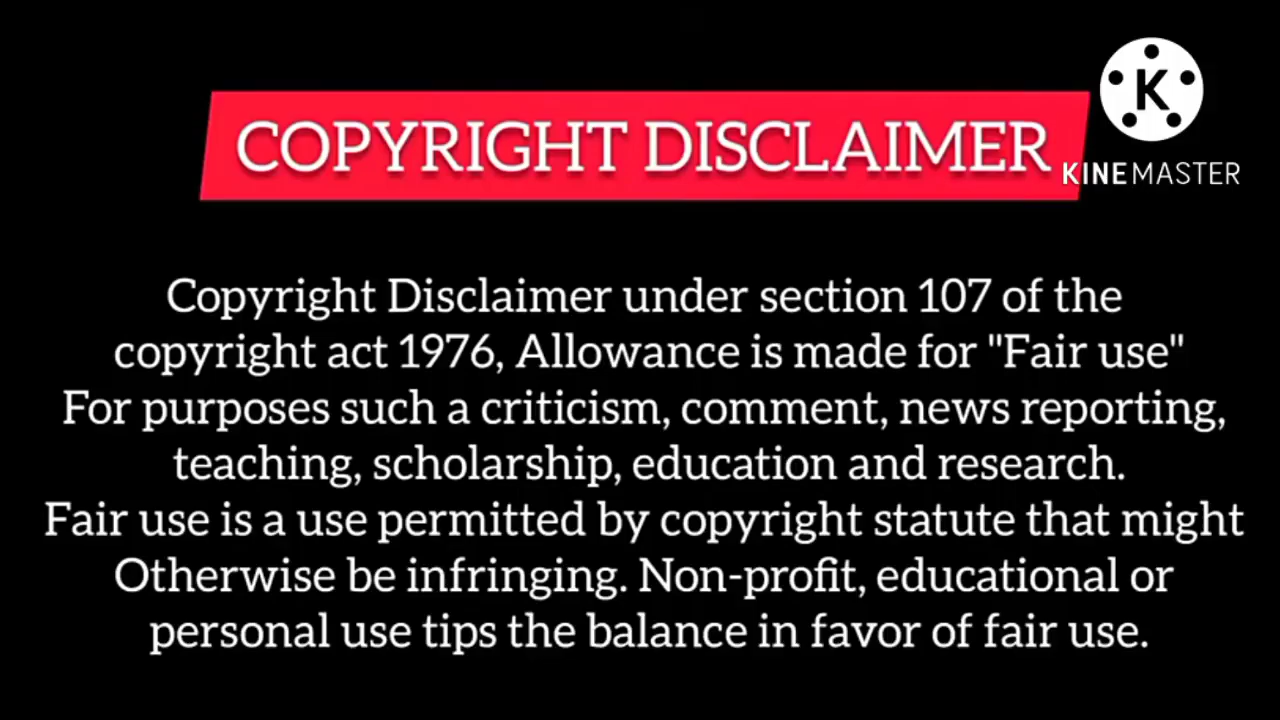 COPYRIGHT DISCLAIMER
K
KINEMASTER
Copyright Disclaimer under section 107 of the
copyright act 1976, Allowance is made for "Fair use"
For purposes such a criticism, comment, news reporting,
teaching, scholarship, education and research.
Fair use is a use permitted by copyright statute that might
Otherwise be infringing. Non-profit, educational or
personal use tips the balance in favor of fair use.